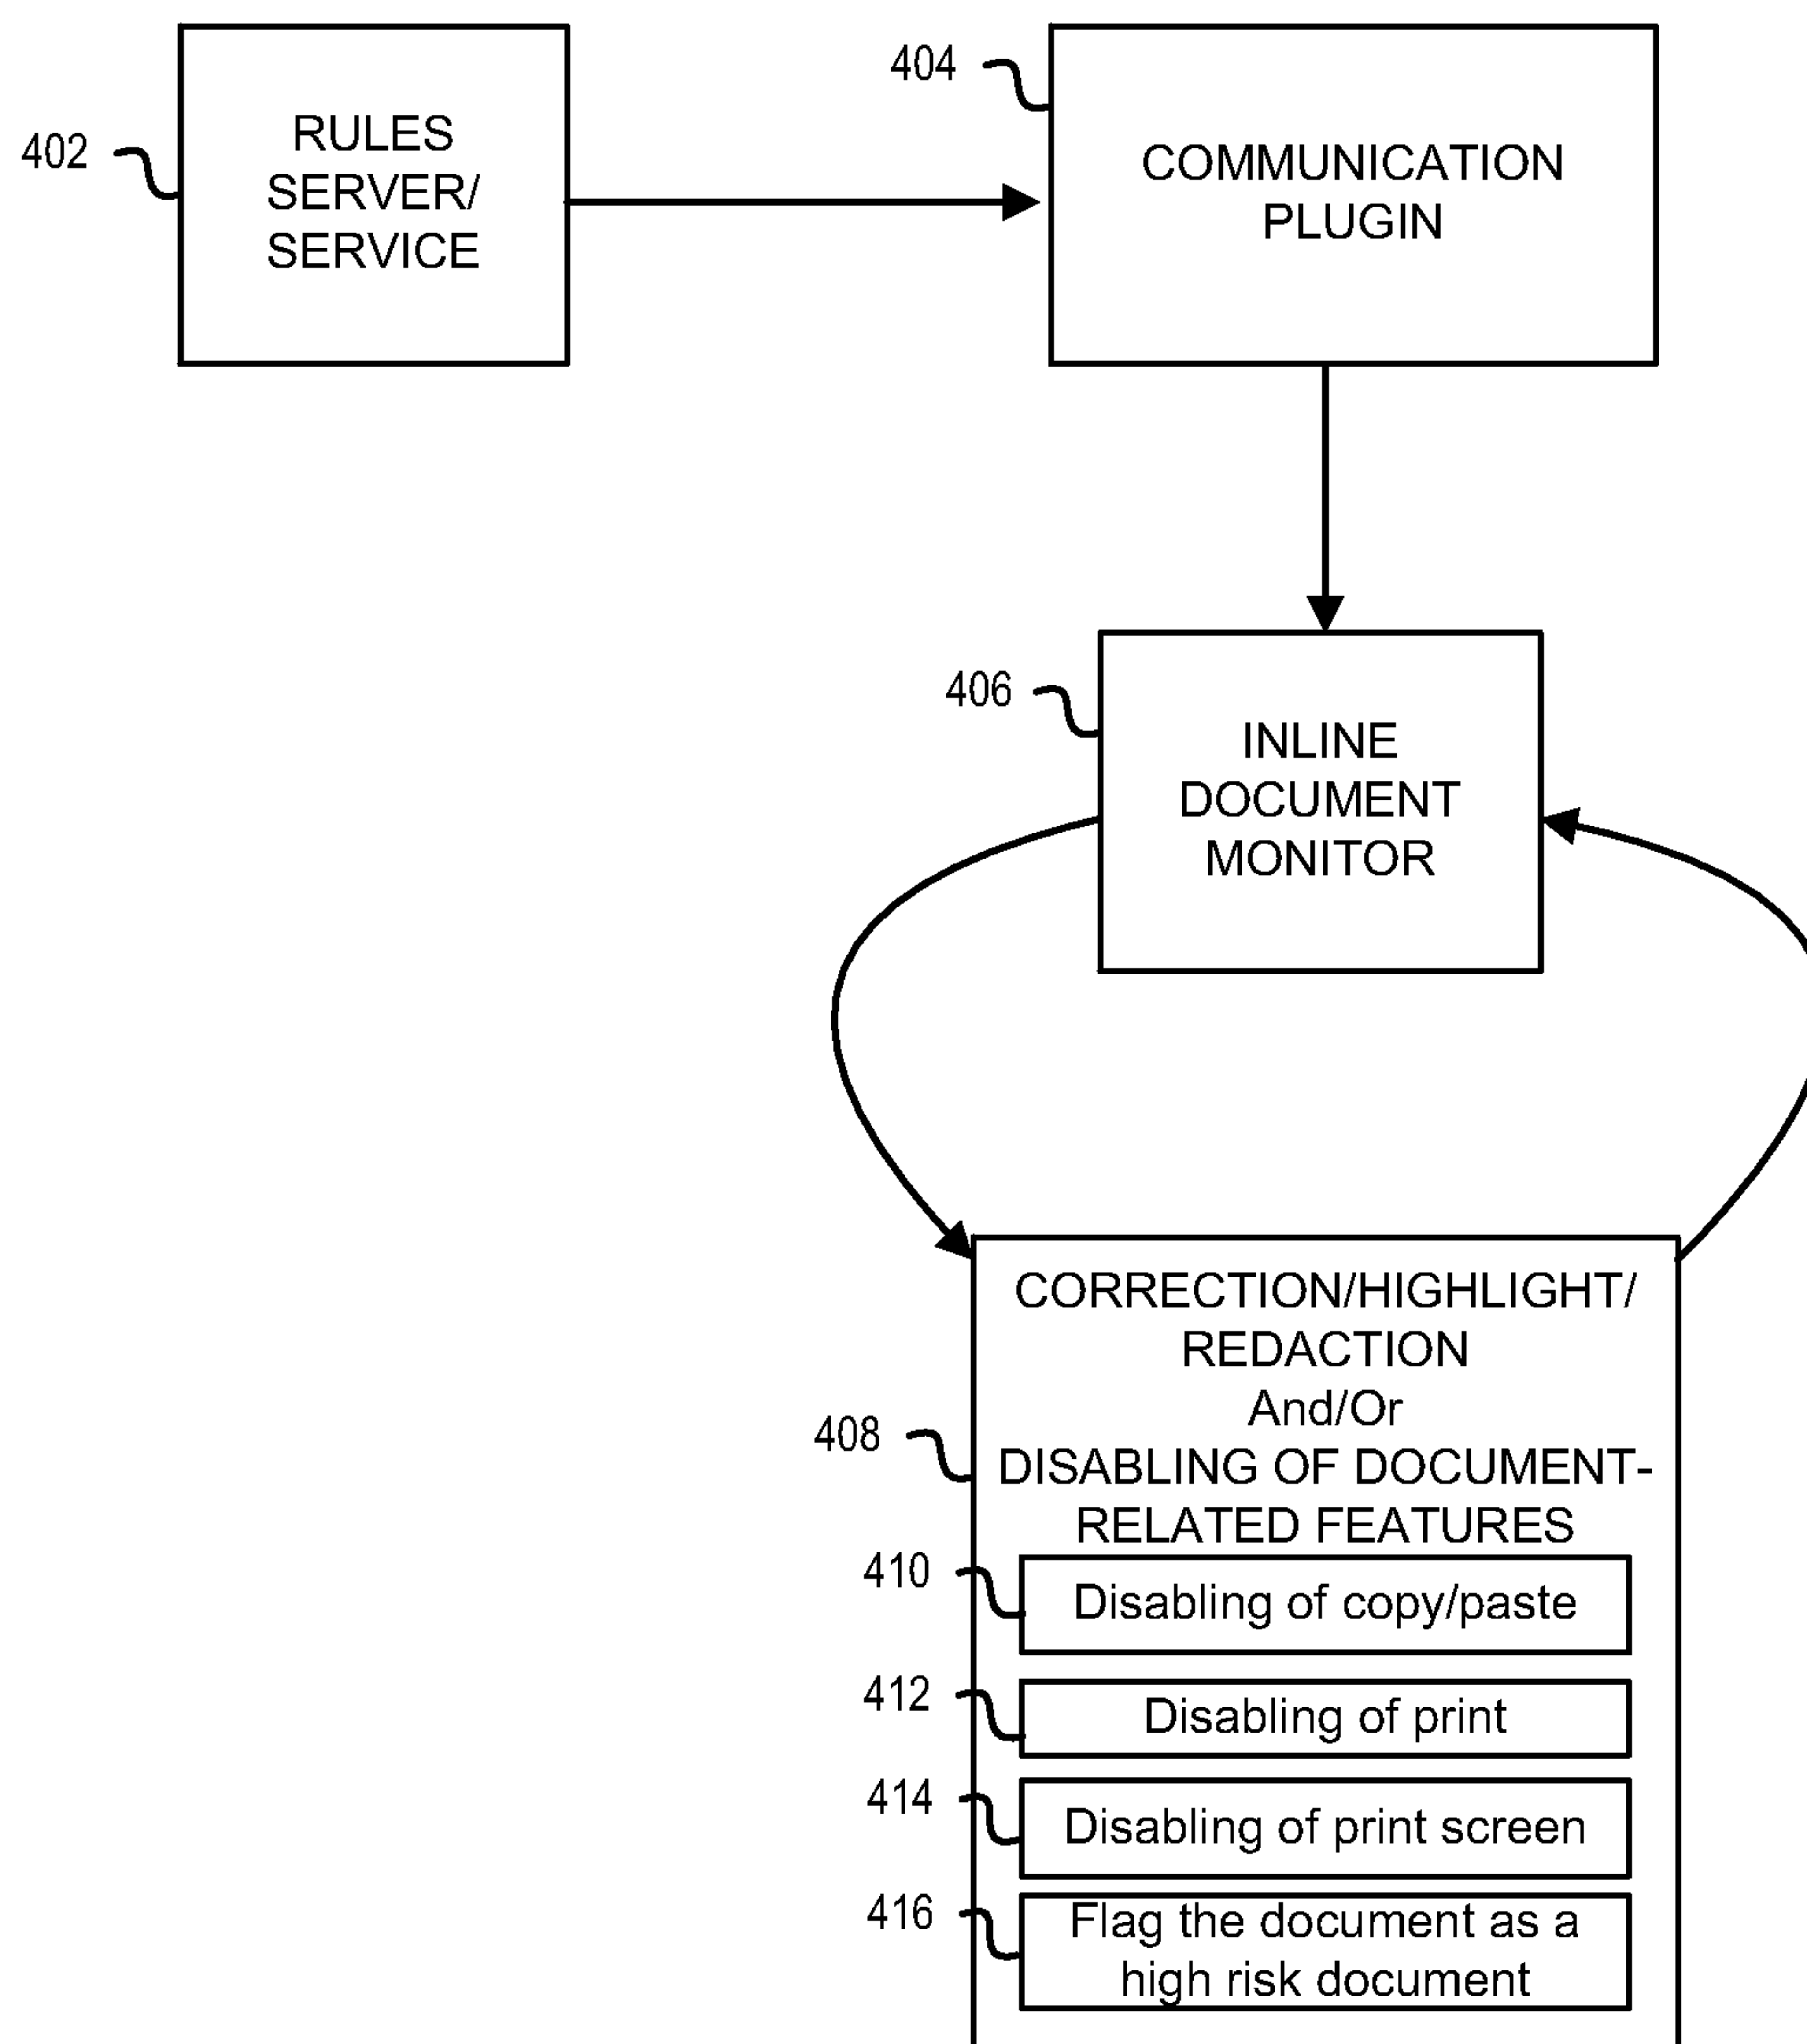 402
RULES
SERVER/
SERVICE
404
COMMUNICATION
PLUGIN
406
INLINE
DOCUMENT
MONITOR
408
CORRECTION/HIGHLIGHT/
REDACTION
And/Or
DISABLING OF DOCUMENT-
RELATED FEATURES
410
Disabling of copy/paste
412
Disabling of print
414
Disabling of print screen
416
Flag the document as a
high risk document